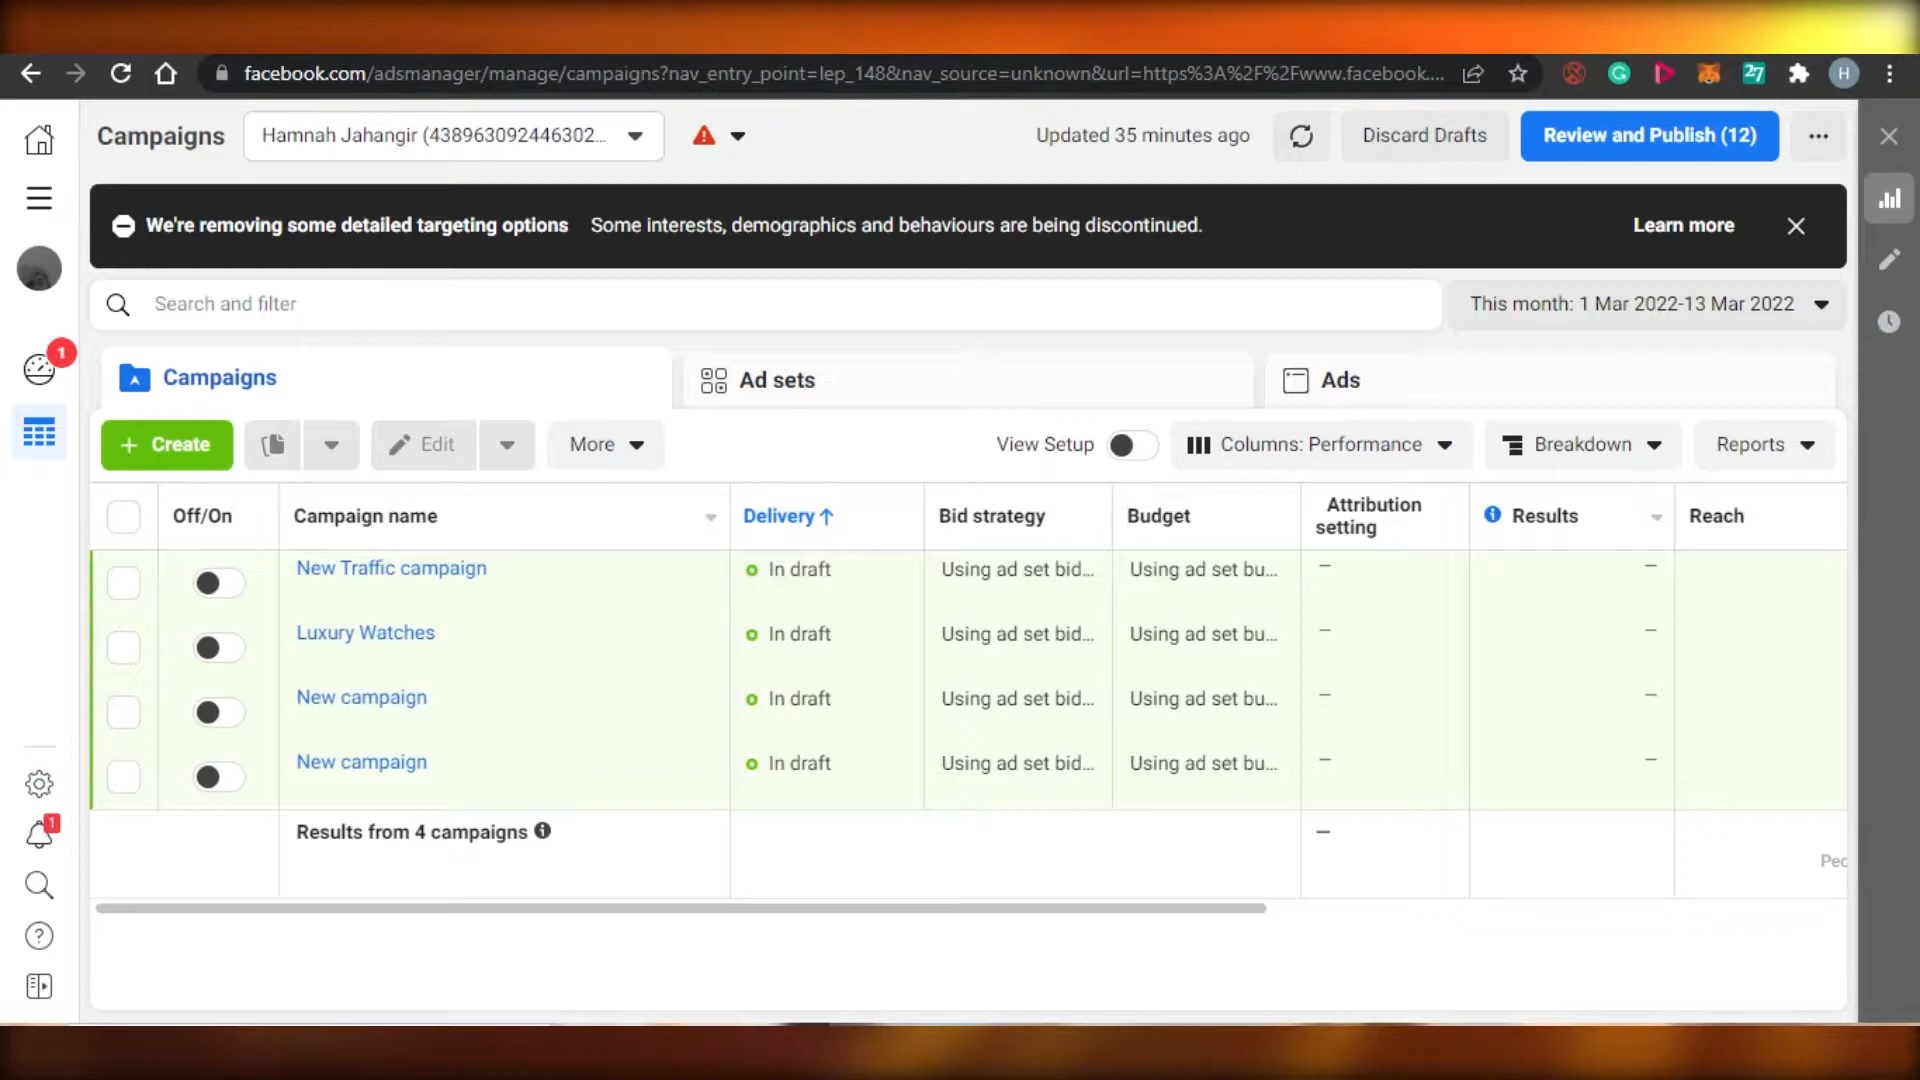 facebook.com/adsmanager/manage/campaigns?nav_entry_point=lep_148&nav_source=unknown&url=https%3A%2F%2Fwww.facebook....
27
H
Campaigns
Hamnah Jahangir (438963092446302...
Updated 35 minutes ago
Discard Drafts
Review and Publish (12)
We're removing some detailed targeting options
Some interests, demographics and behaviours are being discontinued.
Learn more
Search and filter
This month: 1 Mar 2022-13 Mar 2022
1
Campaigns
Ad sets
Ads
+ Create
Edit
More
View Setup
Columns: Performance
Breakdown
Reports
Off/On
Campaign name
Delivery ↑
Bid strategy
Budget
Attribution setting
Results
Reach
New Traffic campaign
In draft
Using ad set bid...
Using ad set bu...
—
—
Luxury Watches
In draft
Using ad set bid...
Using ad set bu...
—
—
New campaign
In draft
Using ad set bid...
Using ad set bu...
—
—
New campaign
In draft
Using ad set bid...
Using ad set bu...
—
—
1
Results from 4 campaigns
—
Pec